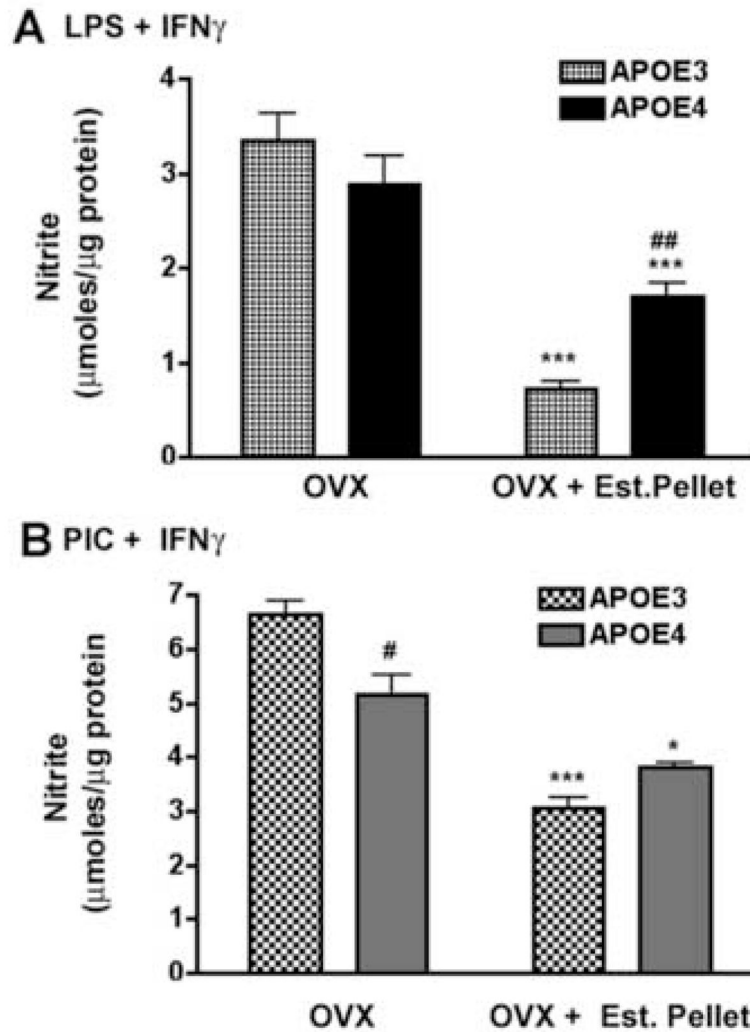 A LPS + IFNγ
Nitrite
(μmoles/μg protein)
4
3
2
1
0
APOE3
APOE4
***
##
***
OVX
OVX + Est.Pellet
B PIC + IFNγ
Nitrite
(μmoles/μg protein
7
6
5
4
3
2
1
0
APOE3
APOE4
#
***
*
OVX
OVX + Est. Pellet